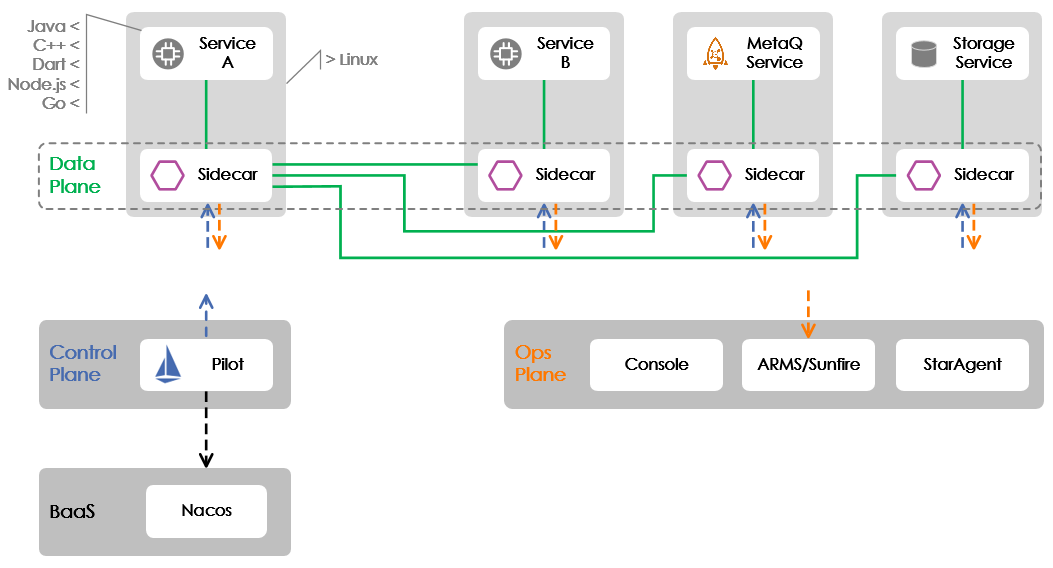 Java <
C++ <
Dart <
Node.js <
Go <
Service
A
> Linux
Service
B
MetaQ
Service
Storage
Service
Data
Plane
Sidecar
Sidecar
Sidecar
Sidecar
Control
Plane
Pilot
Ops
Plane
Console
ARMS/Sunfire
StarAgent
BaaS
Nacos